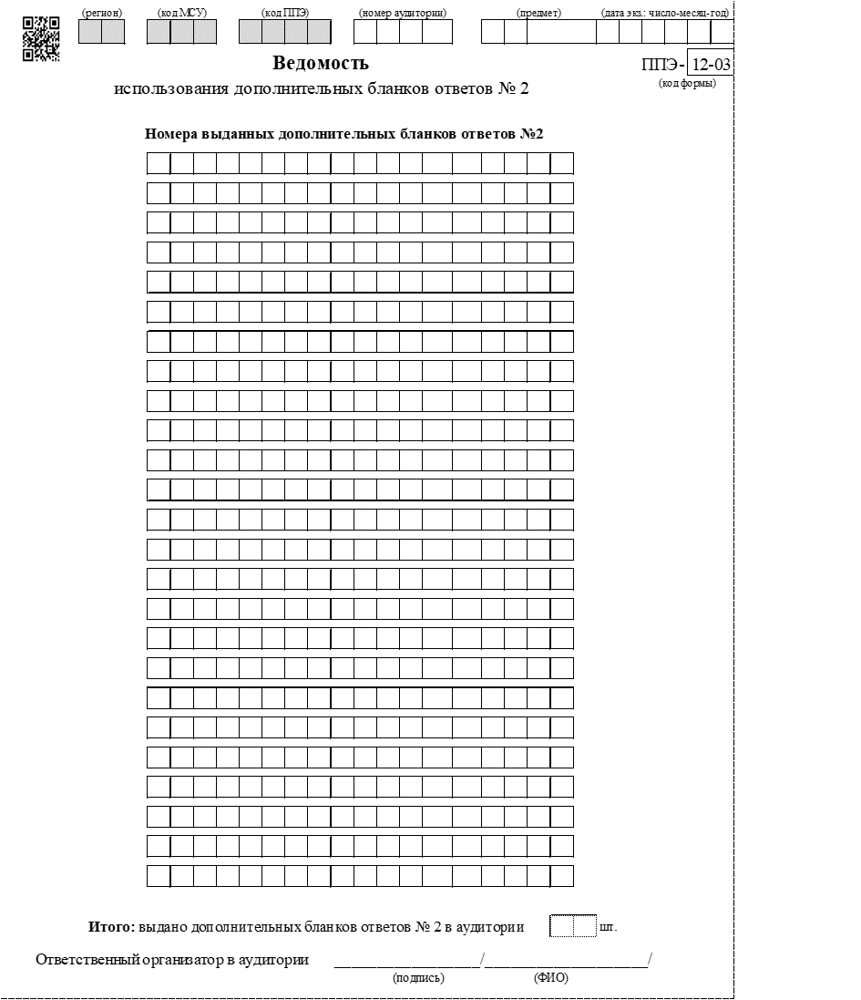 (регион) (код МСУ) (код ППЭ) (номер аудитории) (предмет) (дата экз.: число-месяц-год)
Ведомость
ППЭ- 12-03
использования дополнительных бланков ответов № 2
(код формы)
Номера выданных дополнительных бланков ответов №2
Итого: выдано дополнительных бланков ответов № 2 в аудитории шт.
Ответственный организатор в аудитории ___________________/_____________________/
(подпись) (ФИО)